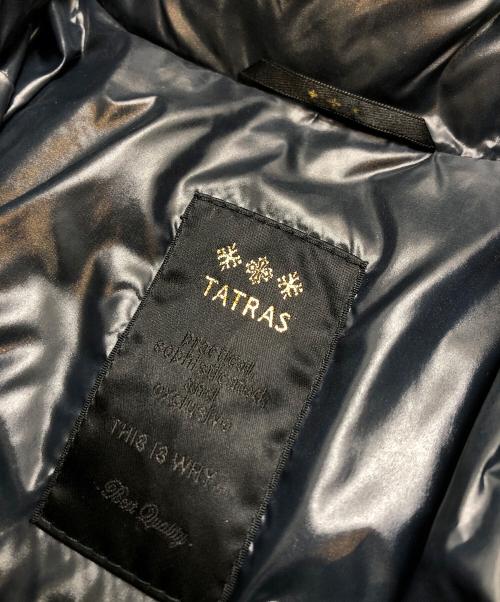 TATRAS
practical
sophisticated
and
exclusive
THIS IS WHY...
Best Quality